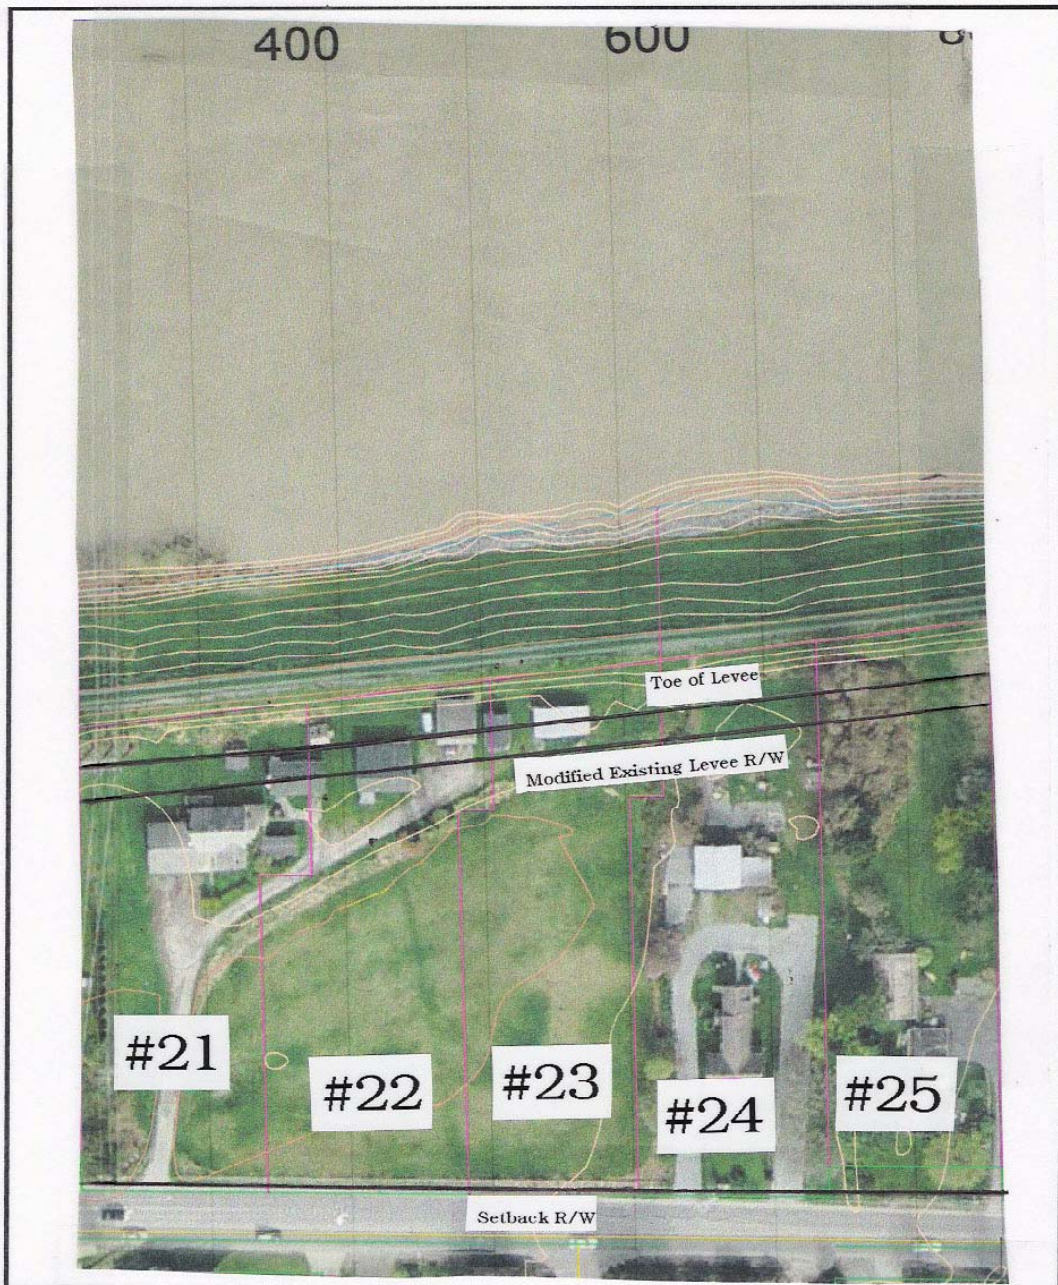 400
600
Toe of Levee
Modified Existing Levee R/W
#21
#22
#23
#24
#25
Setback R/W